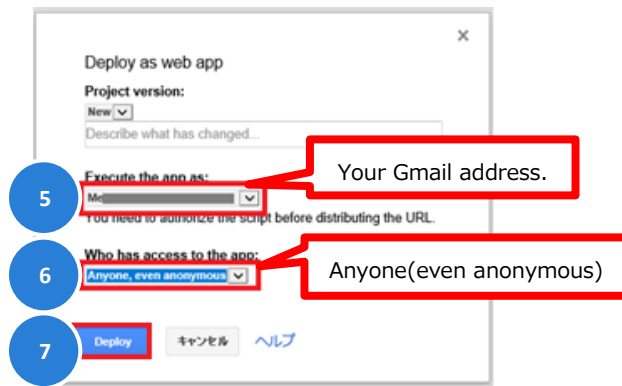 ×
Deploy as web app
Project version:
New
Describe what has changed...
Execute the app as:
Your Gmail address.
5
Me
You need to authorize the script before distributing the URL.
Who has access to the app:
6
Anyone, even anonymous
Anyone(even anonymous)
7
Deploy
キャンセル
ヘルプ